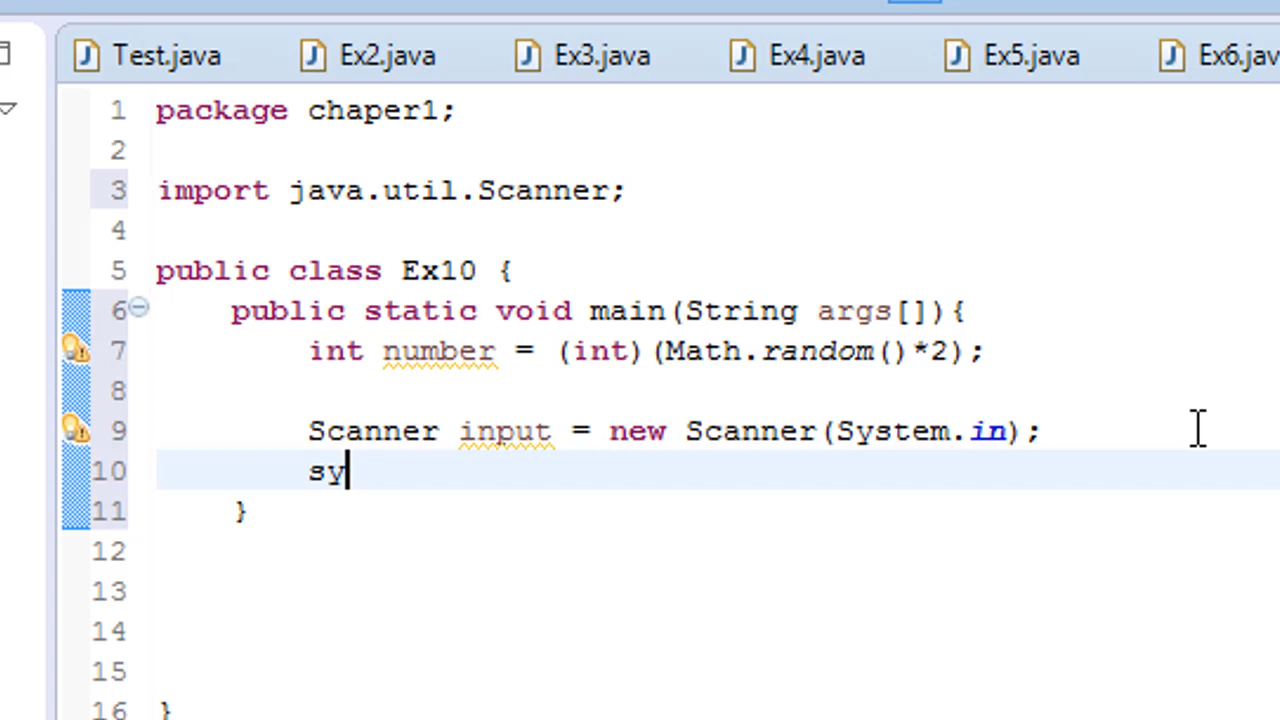 Test.java Ex2.java Ex3.java Ex4.java Ex5.java Ex6.jav
1 package chaper1;
2
3 import java.util.Scanner;
4
5 public class Ex10 {
6 public static void main(String args[]){
7 int number = (int)(Math.random()*2);
8
9 Scanner input = new Scanner(System.in);
10 sy
11 }
12
13
14
15
16 }